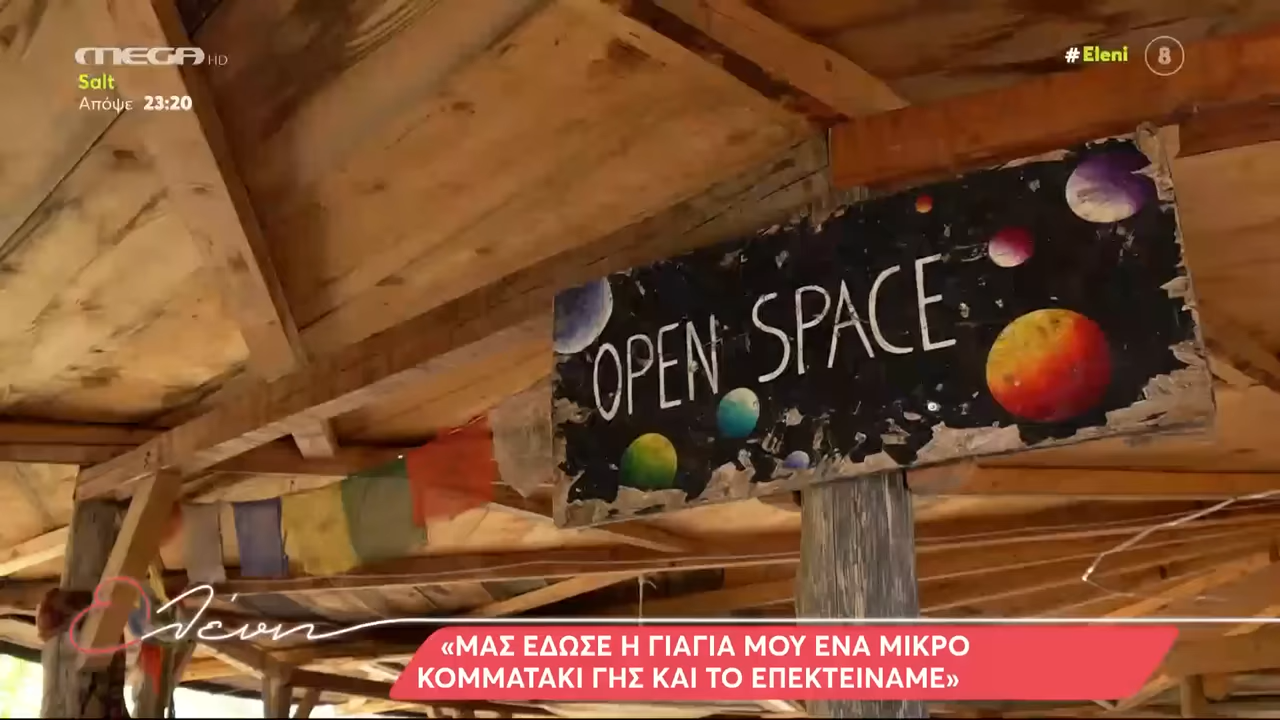 MEGA HD
Salt
Απόψε 23:20
#Eleni 8
OPEN SPACE
Ελένη
«ΜΑΣ ΕΔΩΣΕ Η ΓΙΑΓΙΑ ΜΟΥ ΕΝΑ ΜΙΚΡΟ
ΚΟΜΜΑΤΑΚΙ ΓΗΣ ΚΑΙ ΤΟ ΕΠΕΚΤΕΙΝΑΜΕ»